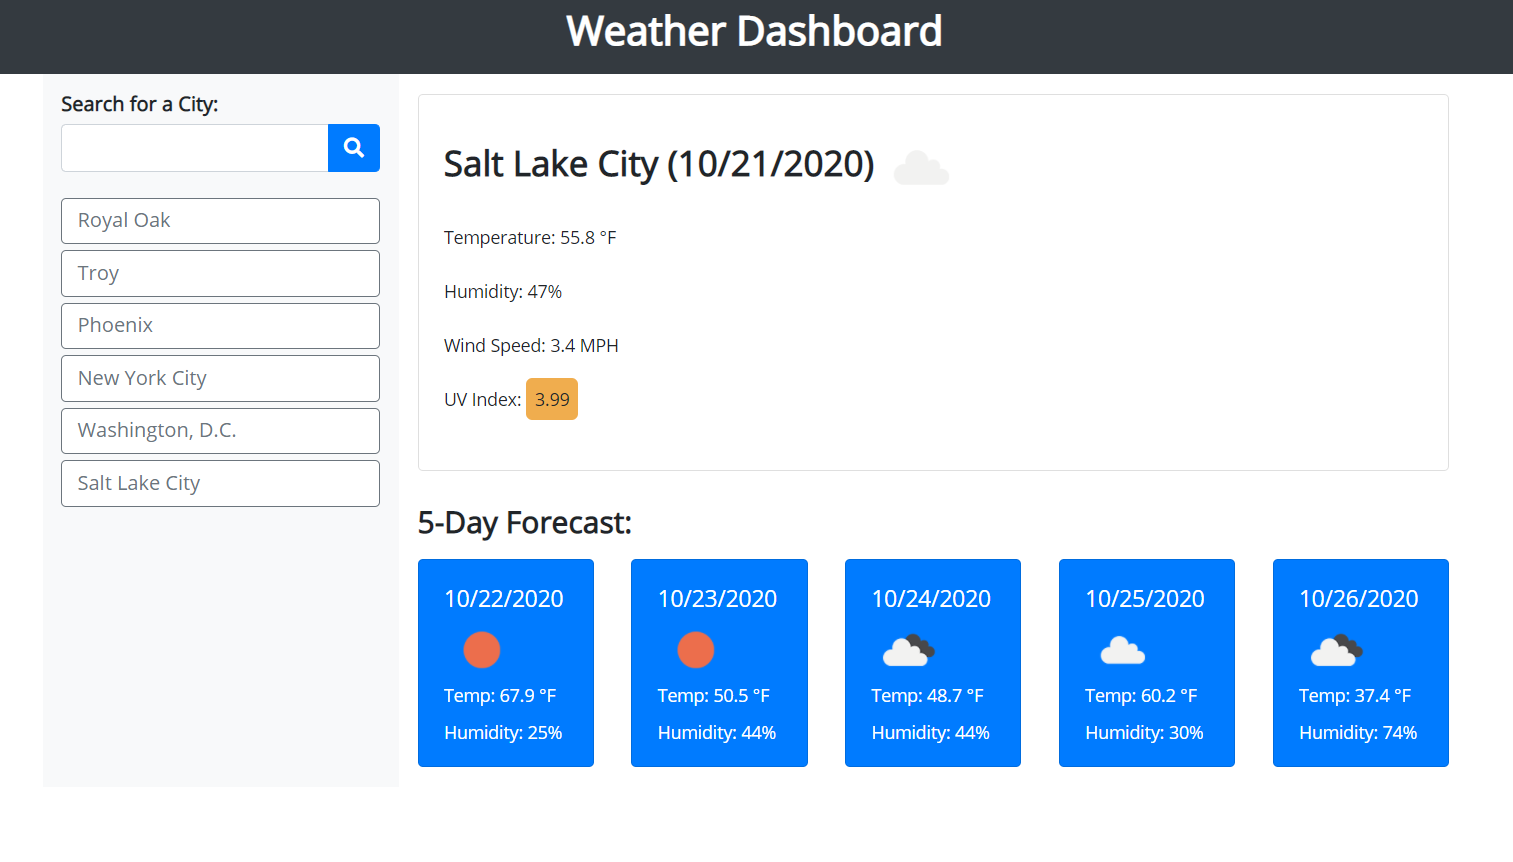 Weather Dashboard
Search for a City:
Royal Oak
Troy
Phoenix
New York City
Washington, D.C.
Salt Lake City
Salt Lake City (10/21/2020)
Temperature: 55.8 °F
Humidity: 47%
Wind Speed: 3.4 MPH
UV Index: 3.99
5-Day Forecast:
10/22/2020
Temp: 67.9 °F
Humidity: 25%
10/23/2020
Temp: 50.5 °F
Humidity: 44%
10/24/2020
Temp: 48.7 °F
Humidity: 44%
10/25/2020
Temp: 60.2 °F
Humidity: 30%
10/26/2020
Temp: 37.4 °F
Humidity: 74%